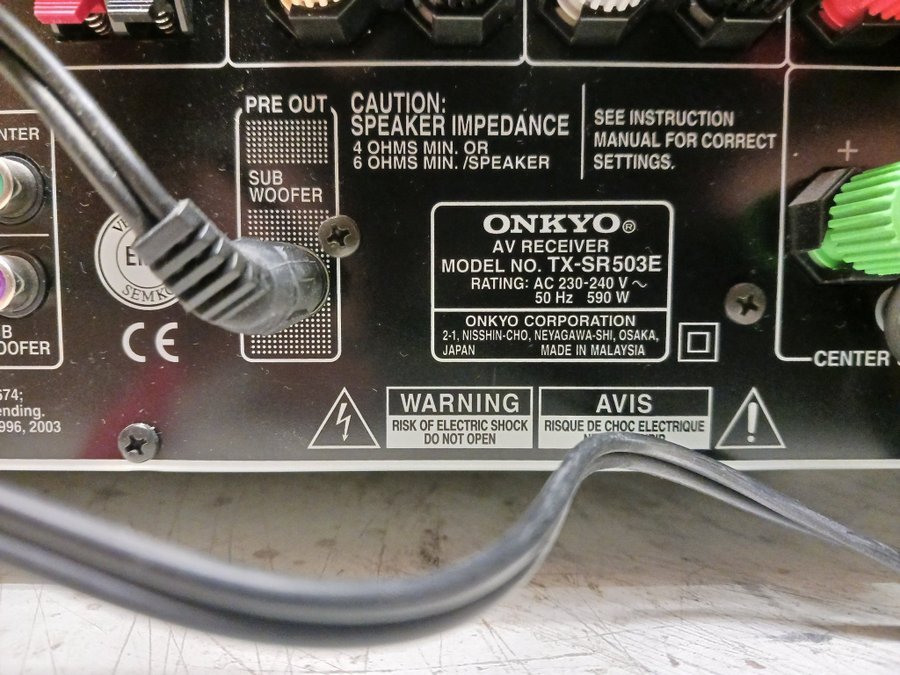 PRE OUT
SUB
WOOFER
CAUTION:
SPEAKER IMPEDANCE
4 OHMS MIN. OR
6 OHMS MIN. /SPEAKER
SEE INSTRUCTION
MANUAL FOR CORRECT
SETTINGS.
+
ONKYO®
AV RECEIVER
MODEL NO. TX-SR503E
RATING: AC 230-240 V ~
50 Hz 590 W
ONKYO CORPORATION
2-1, NISSHIN-CHO, NEYAGAWA-SHI, OSAKA,
JAPAN MADE IN MALAYSIA
SEMKO
CE
CENTER
WARNING
RISK OF ELECTRIC SHOCK
DO NOT OPEN
AVIS
RISQUE DE CHOC ELECTRIQUE
674;
1996, 2003